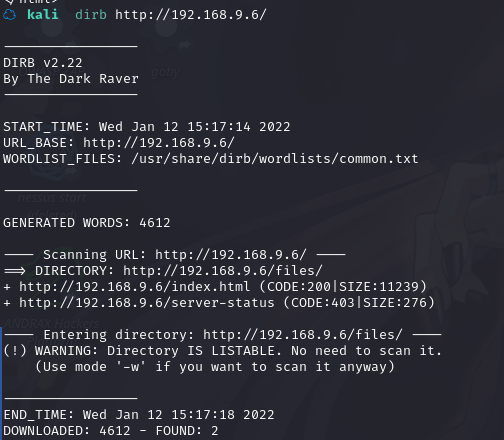 </html>
kali dirb http://192.168.9.6/
-----------------
DIRB v2.22
By The Dark Raver
-----------------
START_TIME: Wed Jan 12 15:17:14 2022
URL_BASE: http://192.168.9.6/
WORDLIST_FILES: /usr/share/dirb/wordlists/common.txt
-----------------
GENERATED WORDS: 4612
---- Scanning URL: http://192.168.9.6/ ----
==> DIRECTORY: http://192.168.9.6/files/
+ http://192.168.9.6/index.html (CODE:200|SIZE:11239)
+ http://192.168.9.6/server-status (CODE:403|SIZE:276)
---- Entering directory: http://192.168.9.6/files/ ----
(!) WARNING: Directory IS LISTABLE. No need to scan it.
(Use mode '-w' if you want to scan it anyway)
-----------------
END_TIME: Wed Jan 12 15:17:18 2022
DOWNLOADED: 4612 - FOUND: 2
goby
nessus start